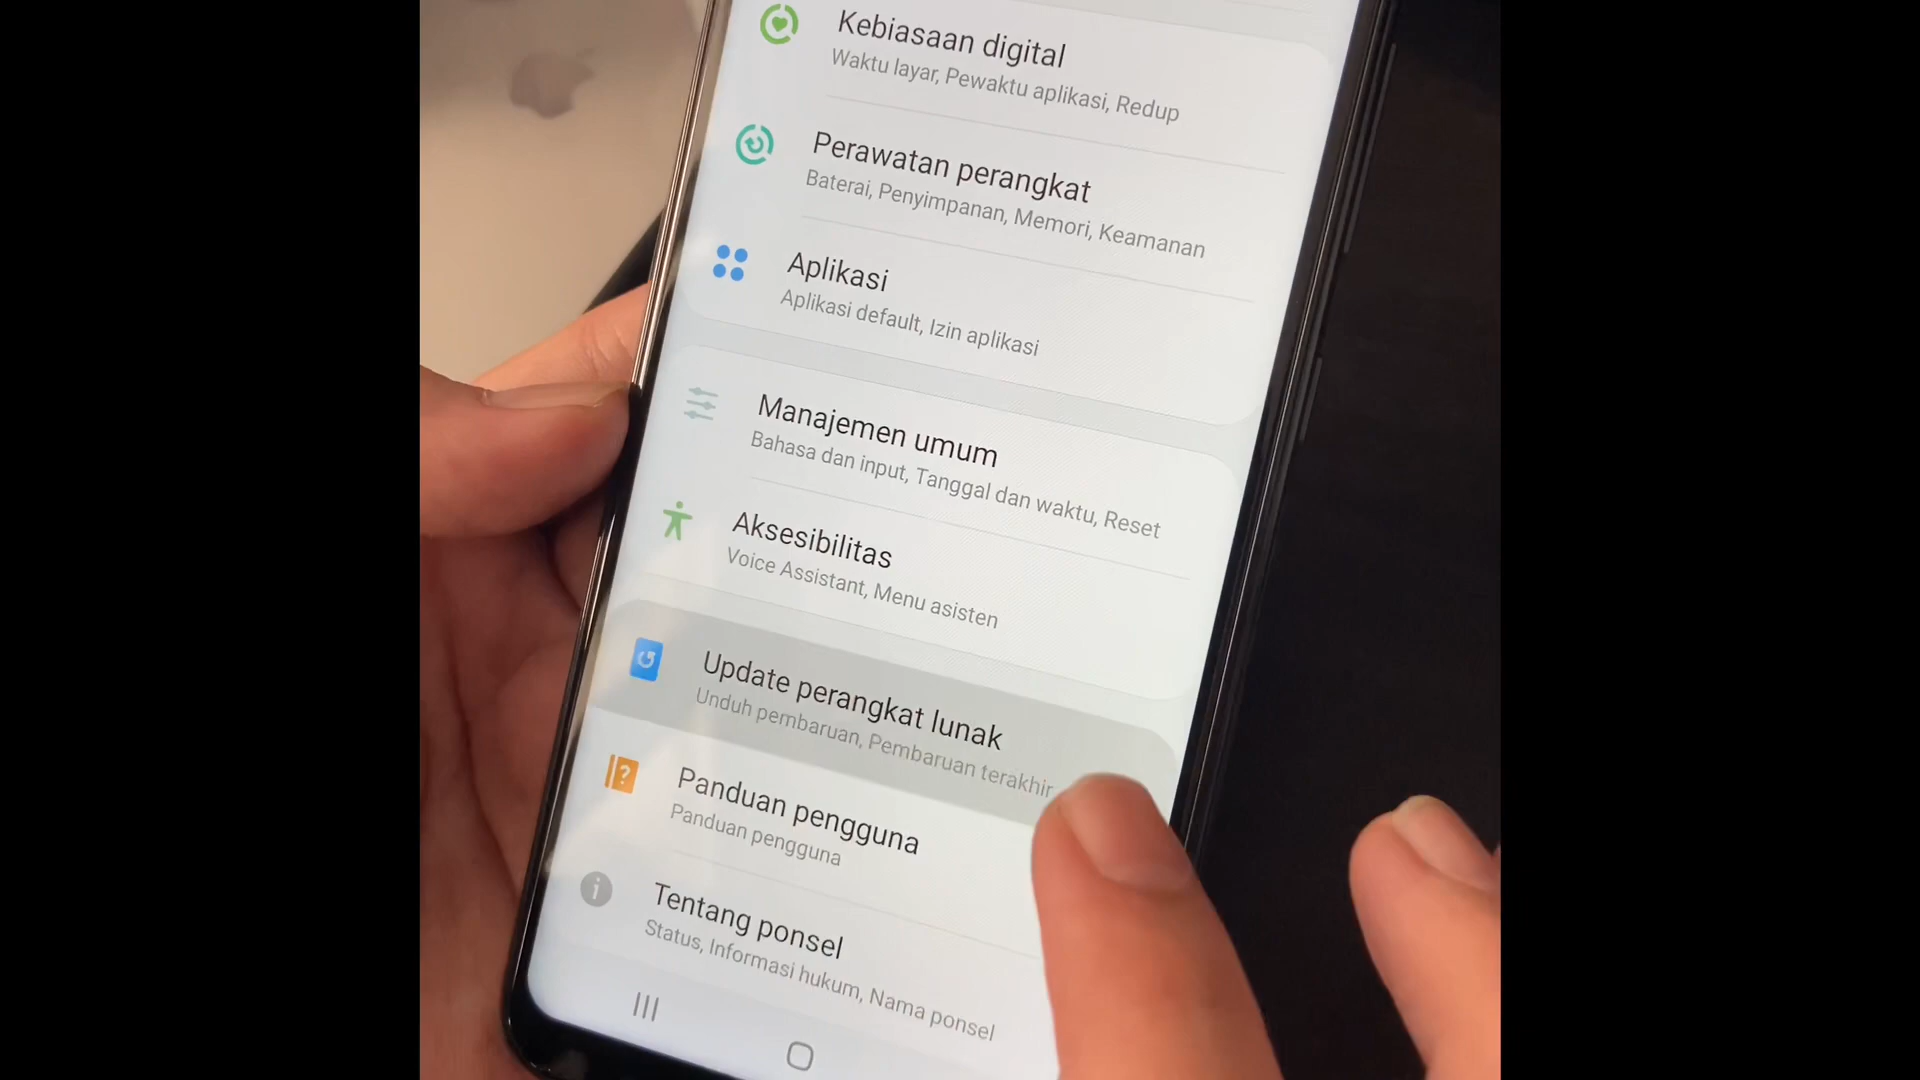 Kebiasaan digital
Waktu layar, Pewaktu aplikasi, Redup
Perawatan perangkat
Baterai, Penyimpanan, Memori, Keamanan
Aplikasi
Aplikasi default, Izin aplikasi
Manajemen umum
Bahasa dan input, Tanggal dan waktu, Reset
Aksesibilitas
Voice Assistant, Menu asisten
Update perangkat lunak
Unduh pembaruan, Pembaruan terakhir
Panduan pengguna
Panduan pengguna
Tentang ponsel
Status, Informasi hukum, Nama ponsel